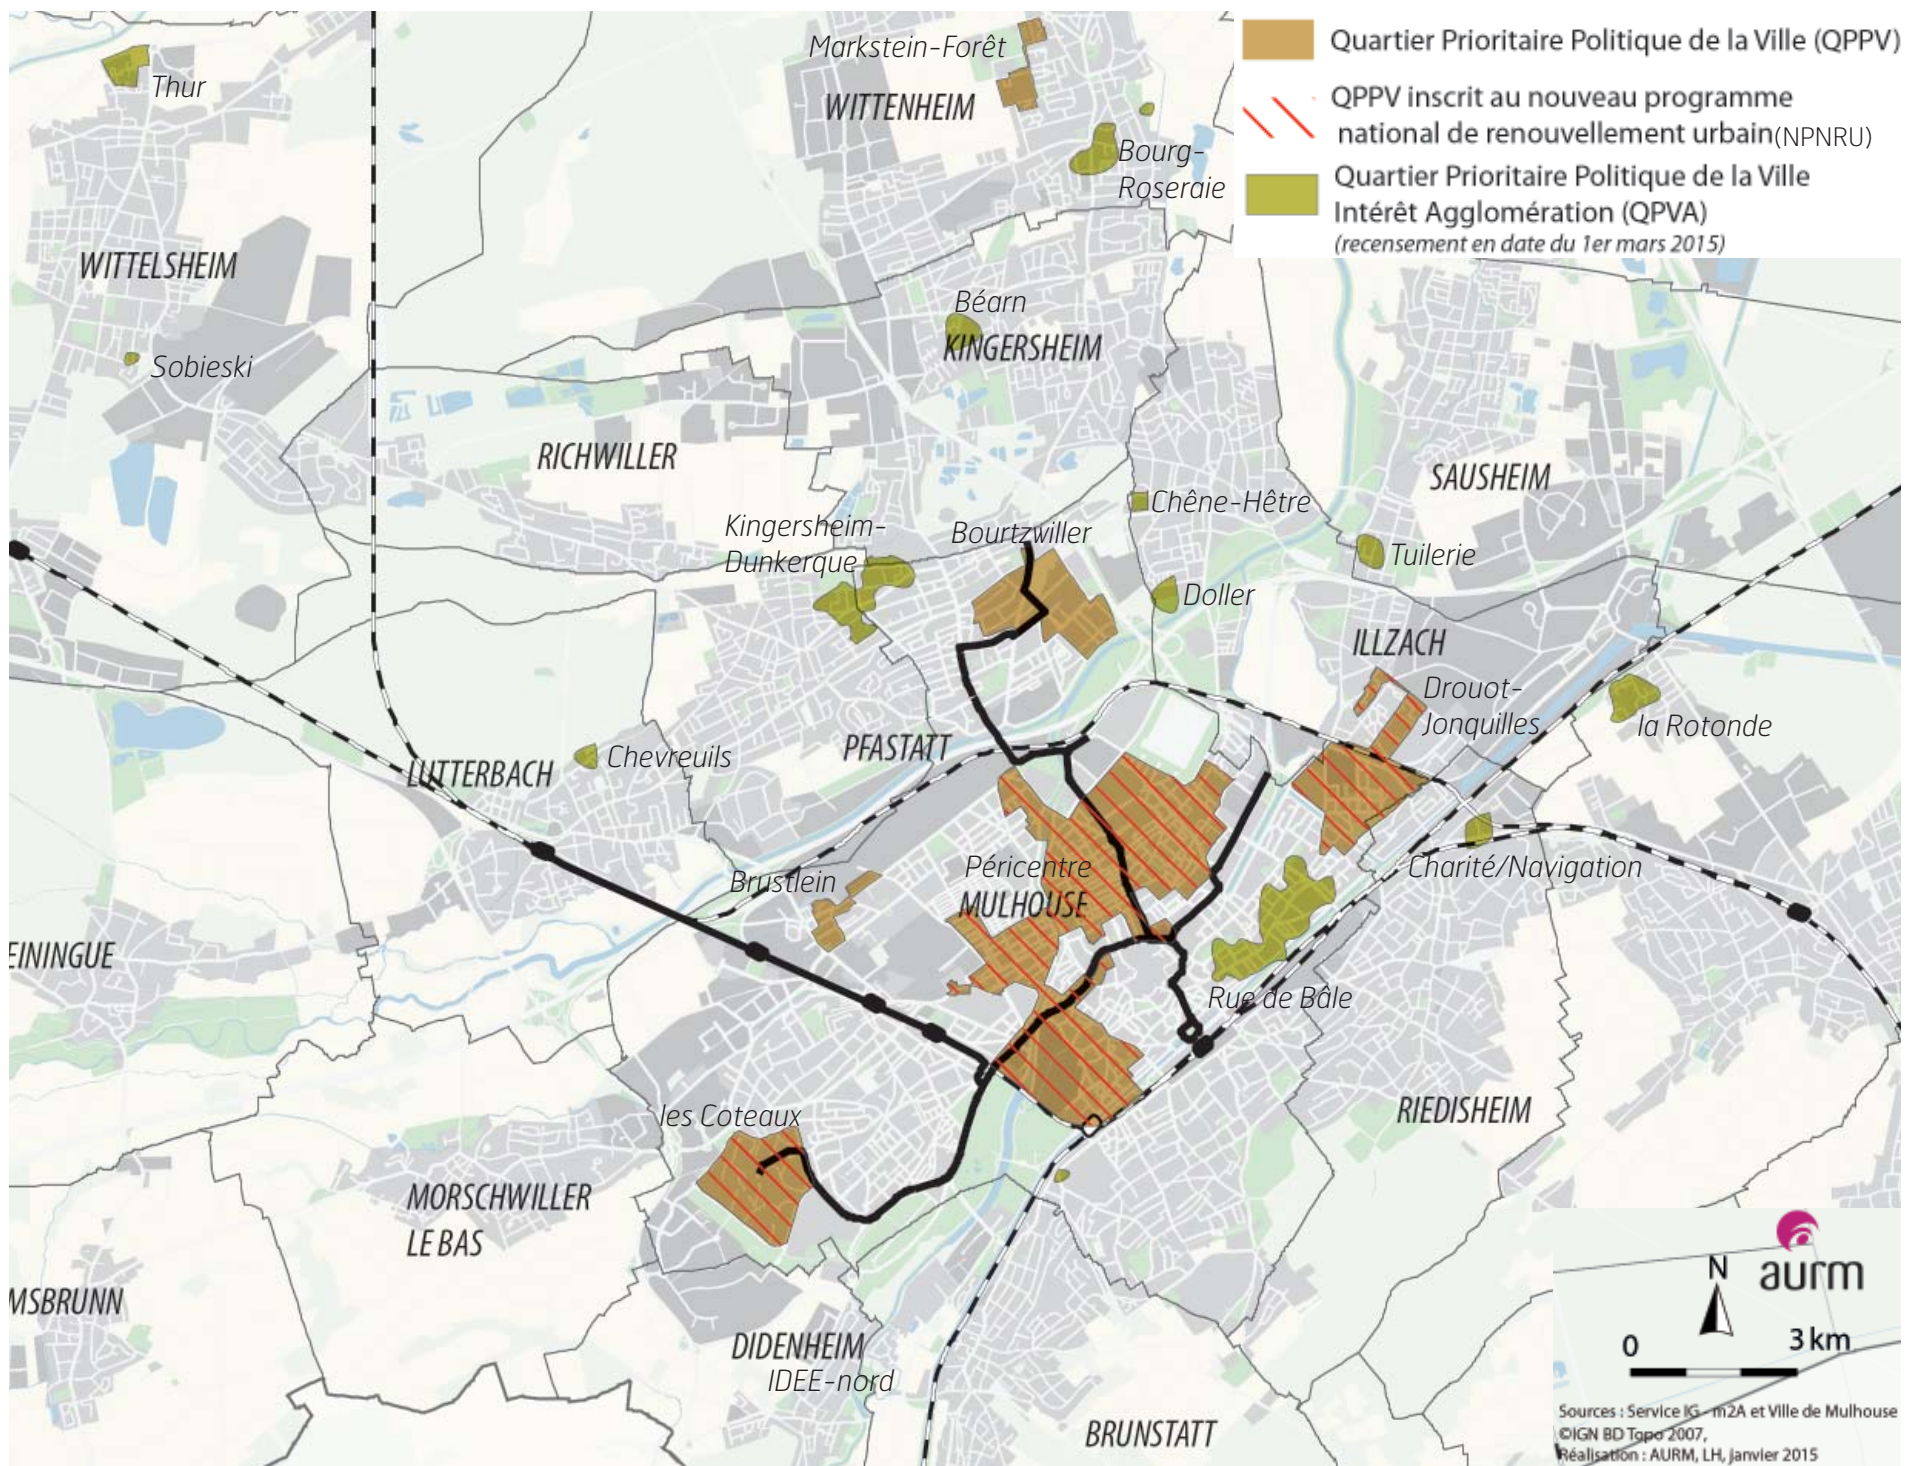 Quartier Prioritaire Politique de la Ville (QPPV)
QPPV inscrit au nouveau programme
national de renouvellement urbain(NPNRU)
Quartier Prioritaire Politique de la Ville
Intérêt Agglomération (QPVA)
(recensement en date du 1er mars 2015)
Markstein-Forêt
WITTENHEIM
Thur
Bourg-
Roseraie
WITTELSHEIM
Béarn
KINGERSHEIM
Sobieski
RICHWILLER
SAUSHEIM
Chêne-Hêtre
Kingersheim-
Dunkerque
Bourtzwiller
Tuilerie
Doller
ILLZACH
Drouot-
Jonquilles
la Rotonde
PFASTATT
Chevreuils
LUTTERBACH
Péricentre
MULHOUSE
Charité/Navigation
Brustlein
EININGUE
Rue de Bâle
les Coteaux
RIEDISHEIM
MORSCHWILLER
LE BAS
MSBRUNN
DIDENHEIM
IDEE-nord
BRUNSTATT
aurm
N
0
3 km
Sources : Service IG - m2A et Ville de Mulhouse
©IGN BD Topo 2007,
Réalisation : AURM, LH, janvier 2015